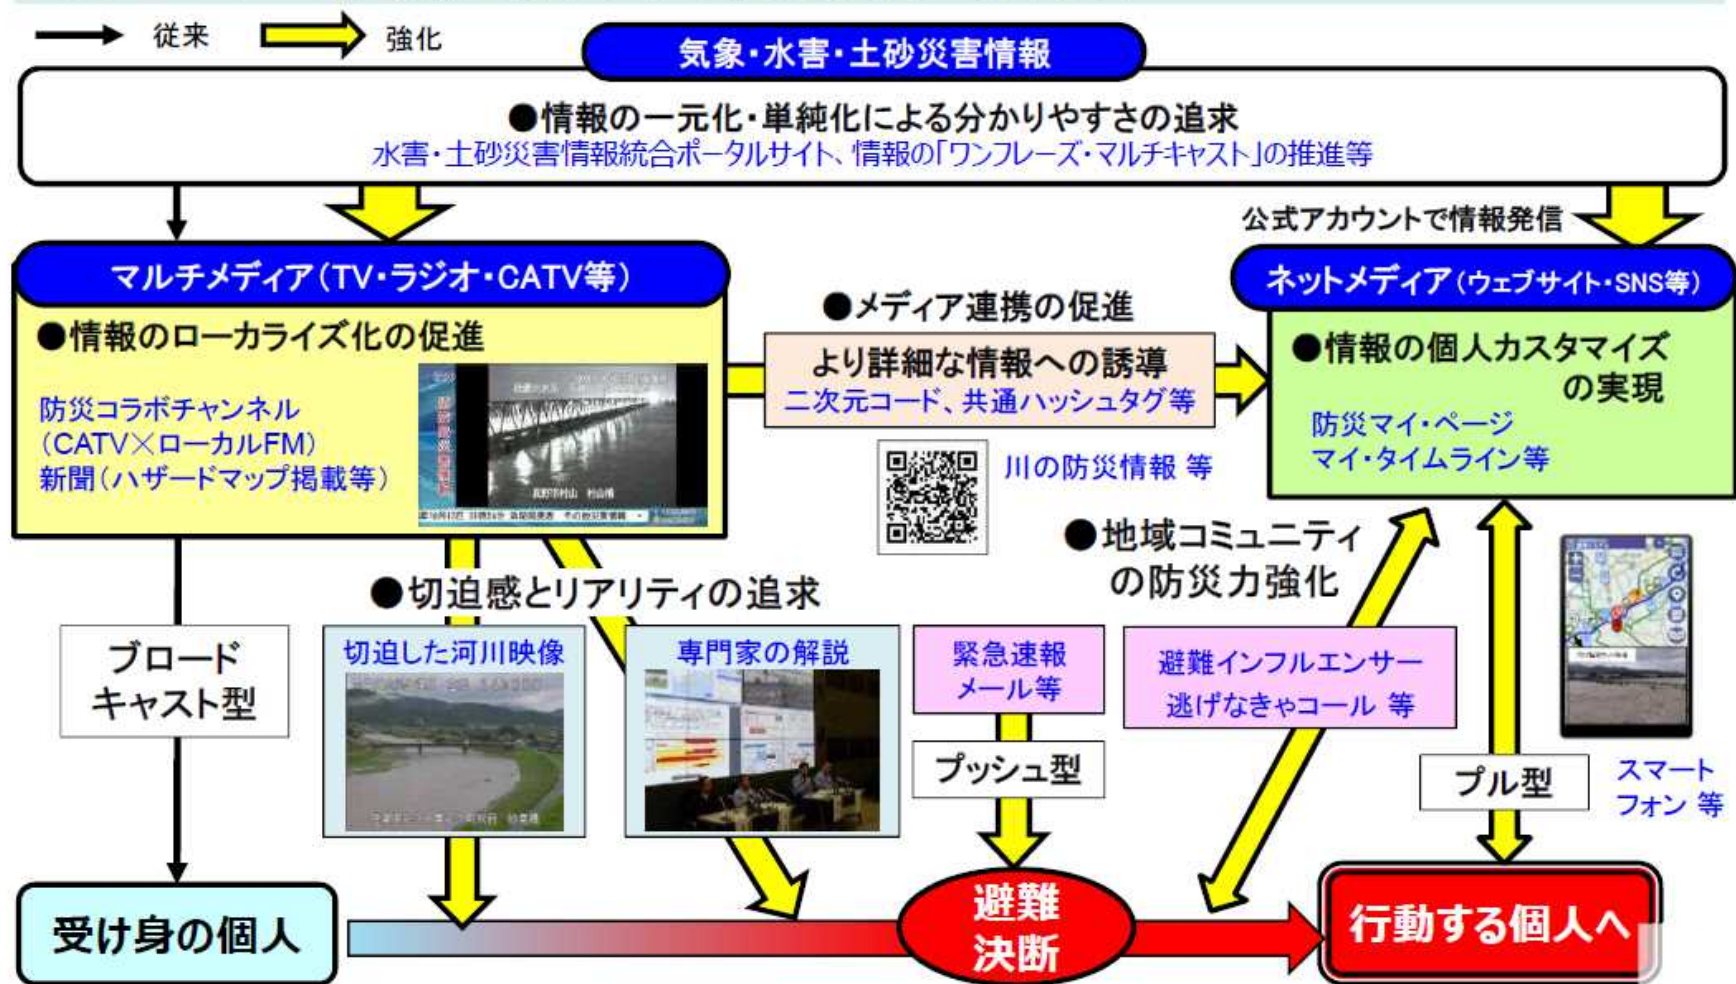 従来
強化
気象・水害・土砂災害情報
●情報の一元化・単純化による分かりやすさの追求
水害・土砂災害情報統合ポータルサイト、情報の「ワンフレーズ・マルチキャスト」の推進等
公式アカウントで情報発信
マルチメディア（TV・ラジオ・CATV等）
●情報のローカライズ化の促進
防災コラボチャンネル
（CATV×ローカルFM）
新聞（ハザードマップ掲載等）
長野市村山 村山橋
●メディア連携の促進
より詳細な情報への誘導
二次元コード、共通ハッシュタグ等
川の防災情報 等
ネットメディア（ウェブサイト・SNS等）
●情報の個人カスタマイズ
の実現
防災マイ・ページ
マイ・タイムライン等
●切迫感とリアリティの追求
●地域コミュニティ
の防災力強化
ブロード
キャスト型
切迫した河川映像
専門家の解説
緊急速報
メール等
プッシュ型
避難インフルエンサー
逃げなきゃコール 等
プル型
スマート
フォン 等
受け身の個人
避難
決断
行動する個人へ